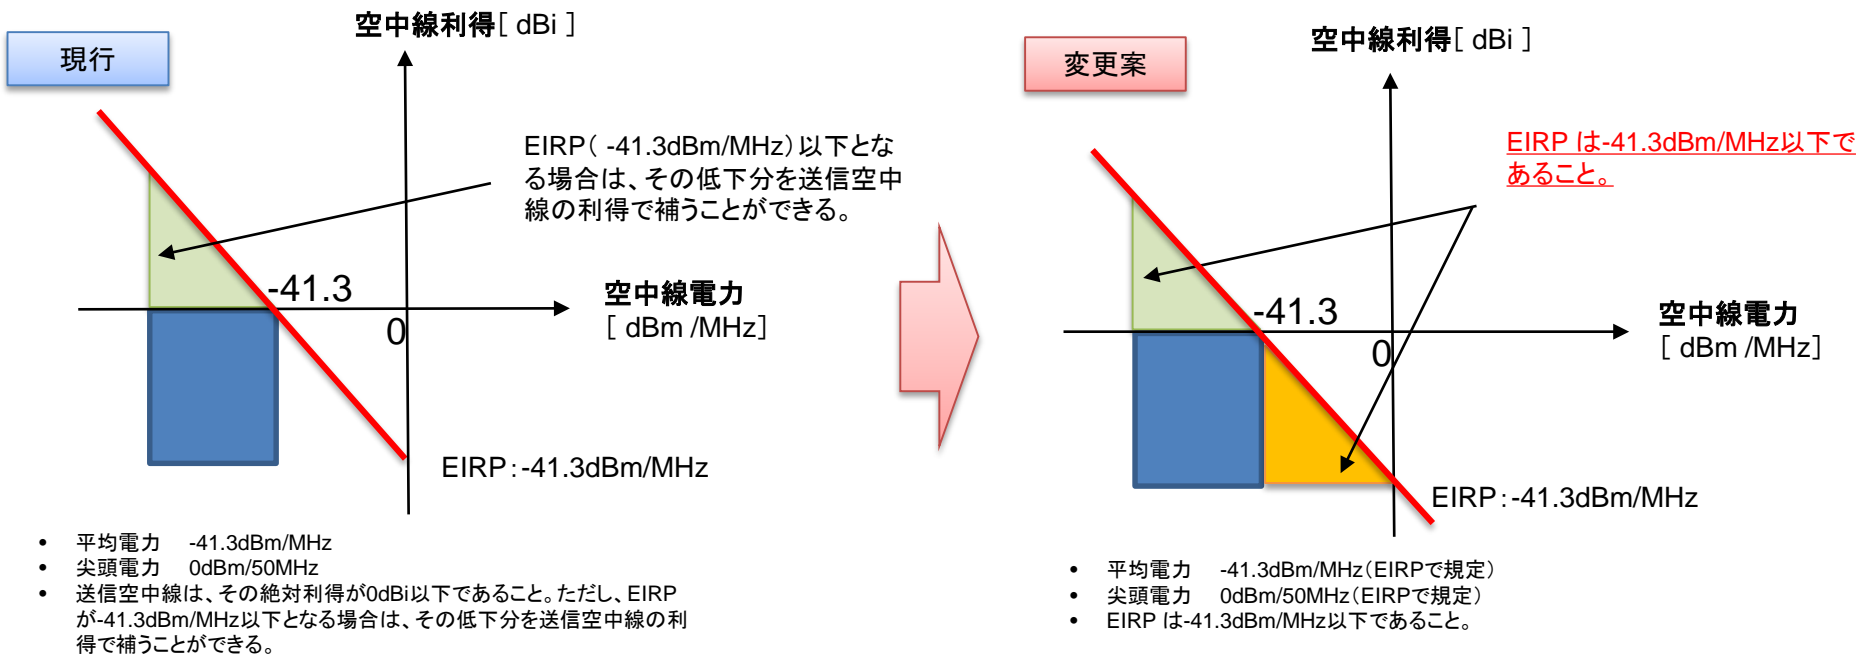 現行
空中線利得[ dBi ]
EIRP( -41.3dBm/MHz)以下とな
る場合は、その低下分を送信空中
線の利得で補うことができる。
-41.3
0
空中線電力
[ dBm /MHz]
EIRP:-41.3dBm/MHz
• 平均電力 -41.3dBm/MHz
• 尖頭電力 0dBm/50MHz
• 送信空中線は、その絶対利得が0dBi以下であること。ただし、EIRP
が-41.3dBm/MHz以下となる場合は、その低下分を送信空中線の利
得で補うことができる。
変更案
空中線利得[ dBi ]
EIRP は-41.3dBm/MHz以下で
あること。
-41.3
0
空中線電力
[ dBm /MHz]
EIRP:-41.3dBm/MHz
• 平均電力 -41.3dBm/MHz(EIRPで規定)
• 尖頭電力 0dBm/50MHz(EIRPで規定)
• EIRP は-41.3dBm/MHz以下であること。